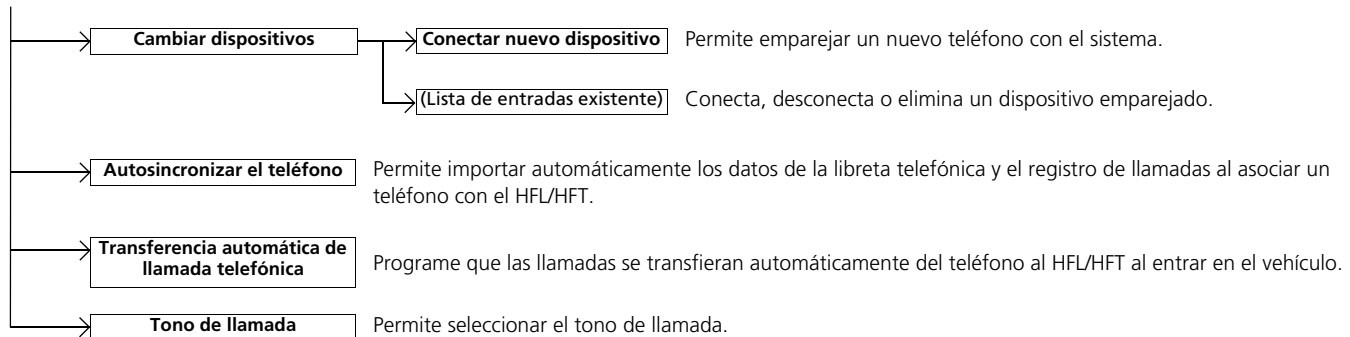 Cambiar dispositivos
Conectar nuevo dispositivo
Permite emparejar un nuevo teléfono con el sistema.
(Lista de entradas existente)
Conecta, desconecta o elimina un dispositivo emparejado.
Autosincronizar el teléfono
Permite importar automáticamente los datos de la libreta telefónica y el registro de llamadas al asociar un
teléfono con el HFL/HFT.
Transferencia automática de
llamada telefónica
Programe que las llamadas se transfieran automáticamente del teléfono al HFL/HFT al entrar en el vehículo.
Tono de llamada
Permite seleccionar el tono de llamada.